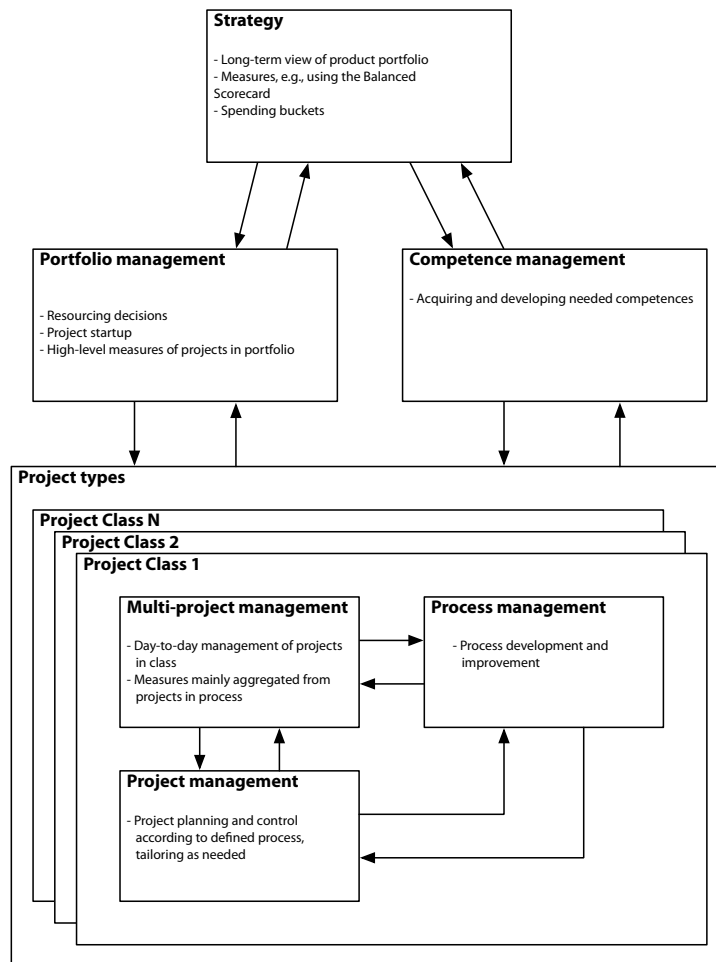 Strategy
- Long-term view of product portfolio
- Measures, e.g., using the Balanced
Scorecard
- Spending buckets
Portfolio management
- Resourcing decisions
- Project startup
- High-level measures of projects in portfolio
Competence management
- Acquiring and developing needed competences
Project types
Project Class N
Project Class 2
Project Class 1
Multi-project management
- Day-to-day management of projects
in class
- Measures mainly aggregated from
projects in process
Process management
- Process development and
improvement
Project management
- Project planning and control
according to defined process,
tailoring as needed